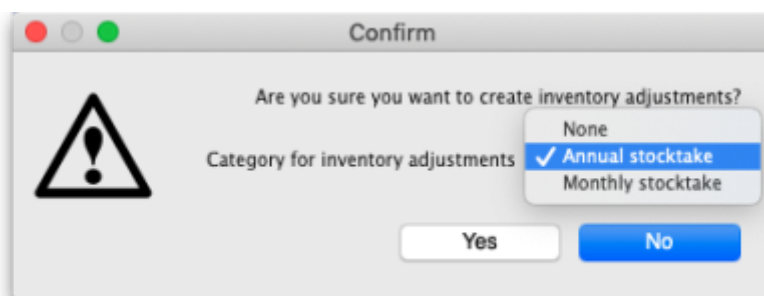 Confirm
Are you sure you want to create inventory adjustments?
None
Category for inventory adjustments ✓ Annual stocktake
Monthly stocktake
Yes No